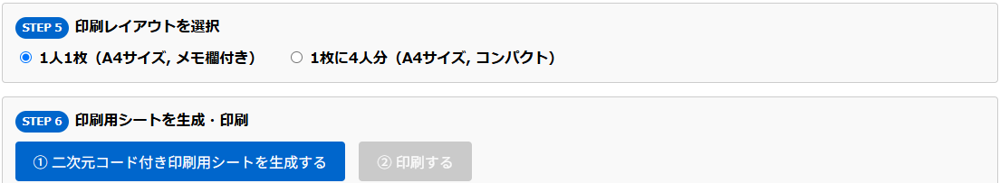 STEP 5 印刷レイアウトを選択
1人1枚（A4サイズ, メモ欄付き） 1枚に4人分（A4サイズ, コンパクト）
STEP 6 印刷用シートを生成・印刷
① 二次元コード付き印刷用シートを生成する ② 印刷する